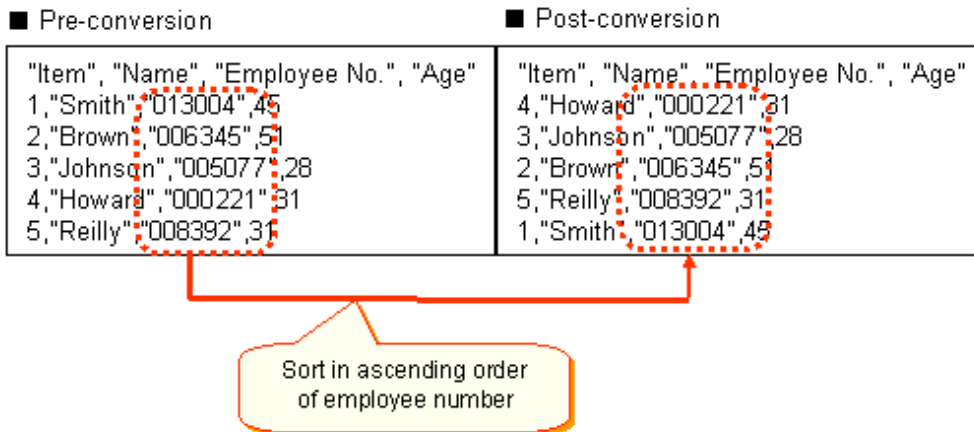 ■ Pre-conversion
"Item", "Name", "Employee No.", "Age"
1,"Smith","013004",45
2,"Brown","006345",51
3,"Johnson","005077",28
4,"Howard","000221",31
5,"Reilly","008392",31
■ Post-conversion
"Item", "Name", "Employee No.", "Age"
4,"Howard","000221",31
3,"Johnson","005077",28
2,"Brown","006345",51
5,"Reilly","008392",31
1,"Smith","013004",45
Sort in ascending order
of employee number